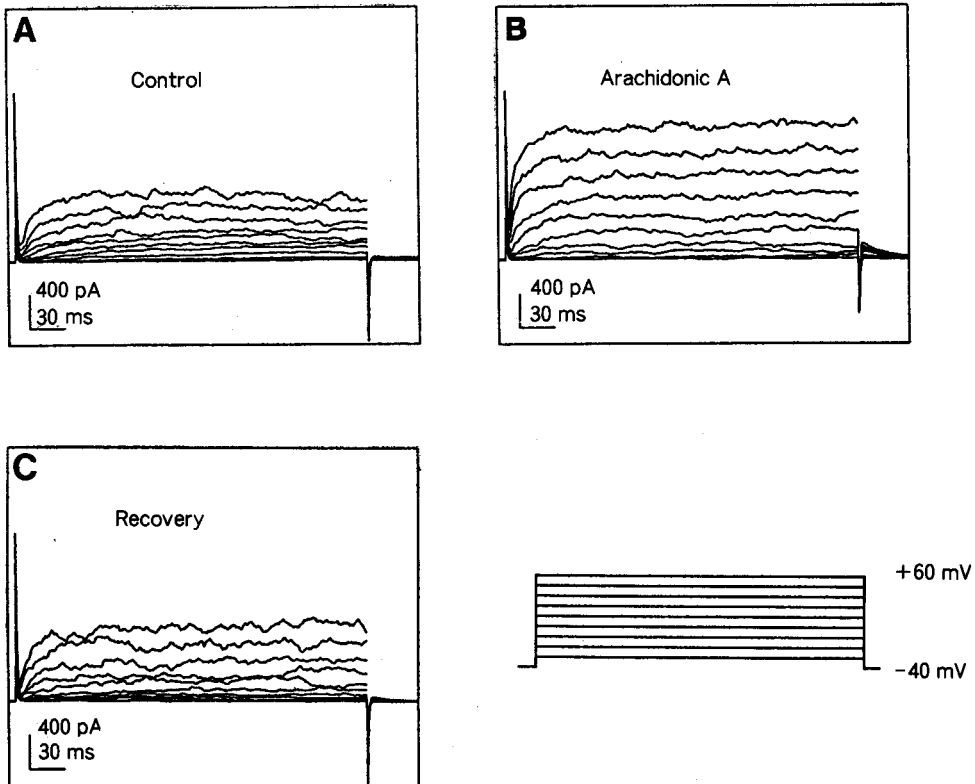 A
Control
400 pA
30 ms
B
Arachidonic A
400 pA
30 ms
C
Recovery
400 pA
30 ms
+60 mV
−40 mV